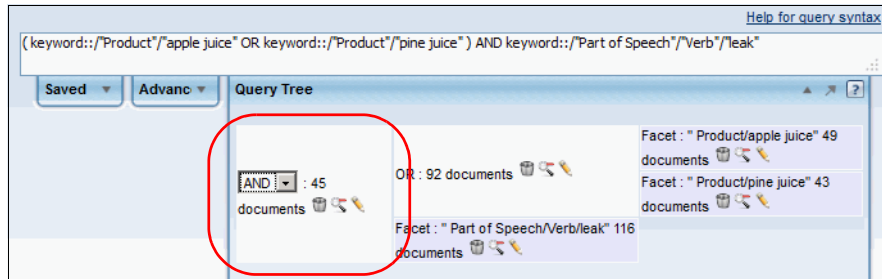 Help for query syntax
( keyword::/"Product"/"apple juice" OR keyword::/"Product"/"pine juice" ) AND keyword::/"Part of Speech"/"Verb"/"leak"
Saved
Advanc
Query Tree
?
AND : 45
documents
OR : 92 documents
Facet : " Product/apple juice" 49
documents
Facet : " Product/pine juice" 43
documents
Facet : " Part of Speech/Verb/leak" 116
documents